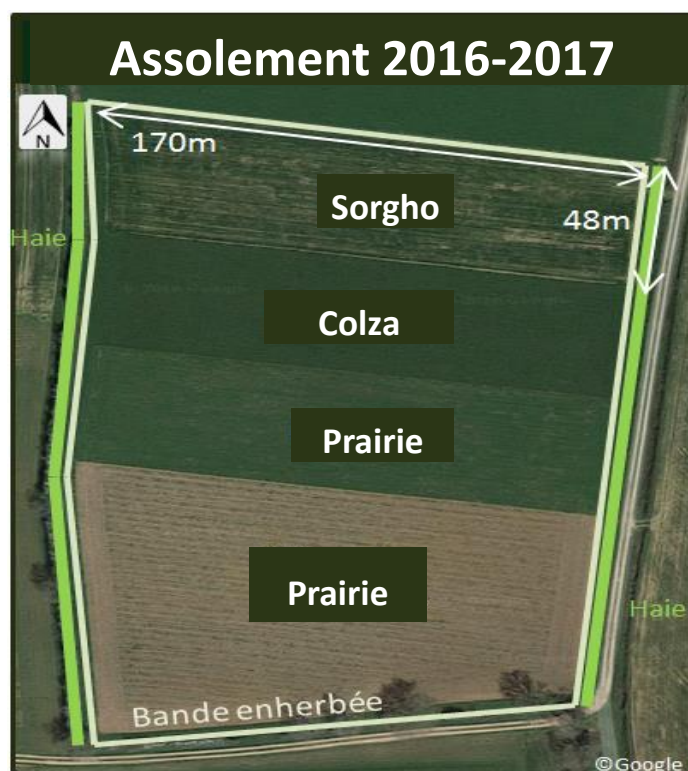 Assolement 2016-2017
N
170m
Sorgho
48m
Haie
Colza
Prairie
Prairie
Haie
Bande enherbée
©Google